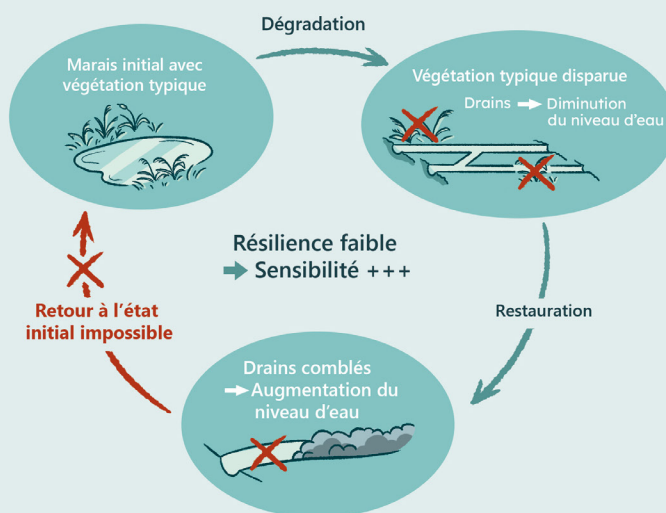 Dégradation
Marais initial avec
végétation typique
Végétation typique disparue
Drains → Diminution
du niveau d'eau
Résilience faible
→ Sensibilité +++
Restauration
Retour à l'état
initial impossible
Drains comblés
→ Augmentation du
niveau d'eau